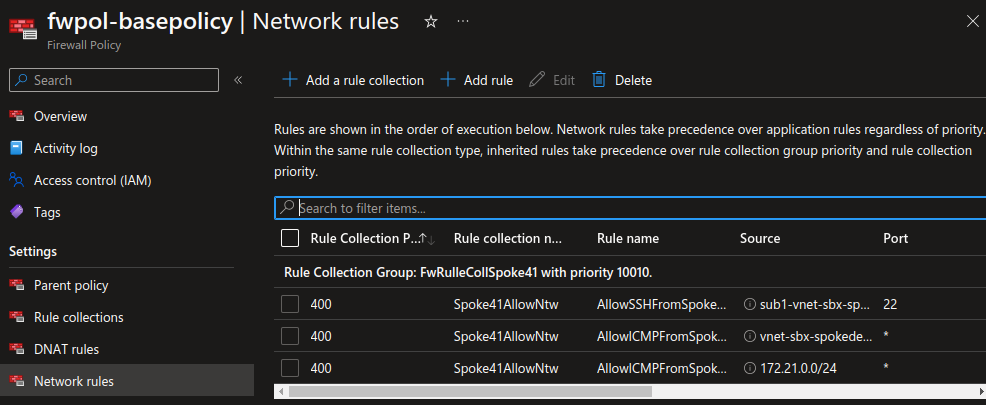 fwpol-basepolicy | Network rules ☆ ...
Firewall Policy
Search
Overview
Activity log
Access control (IAM)
Tags
Settings
Parent policy
Rule collections
DNAT rules
Network rules
Add a rule collection Add rule Edit Delete
Rules are shown in the order of execution below. Network rules take precedence over application rules regardless of priority.
Within the same rule collection type, inherited rules take precedence over rule collection group priority and rule collection
priority.
Search to filter items...
Rule Collection P...↑↓ Rule collection n... Rule name Source Port
Rule Collection Group: FwRulleCollSpoke41 with priority 10010.
400 Spoke41AllowNtw AllowSSHFromSpoke... sub1-vnet-sbx-sp... 22
400 Spoke41AllowNtw AllowICMPFromSpok... vnet-sbx-spokede... *
400 Spoke41AllowNtw AllowICMPFromSpok... 172.21.0.0/24 *